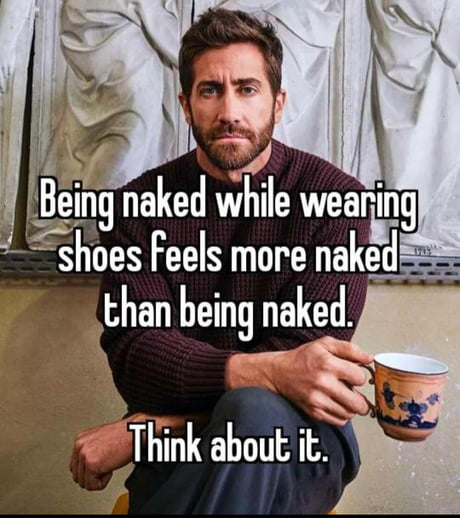 Being naked while wearing
shoes feels more naked
than being naked.
Think about it.